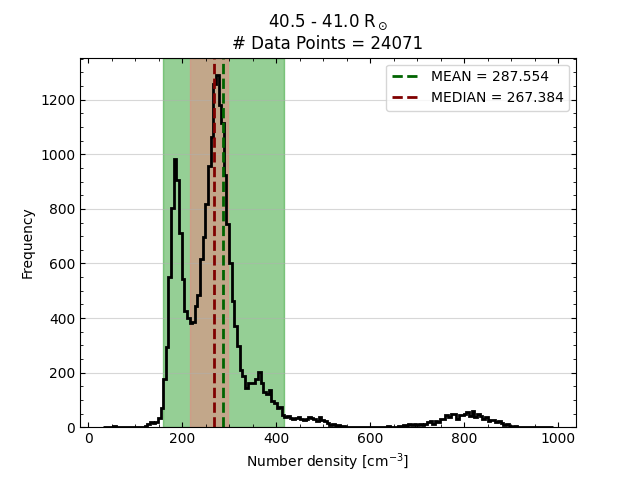 40.5 - 41.0 R⊙
# Data Points = 24071
MEAN = 287.554
MEDIAN = 267.384
Frequency
1200
1000
800
600
400
200
0
0 200 400 600 800 1000
Number density [cm⁻³]